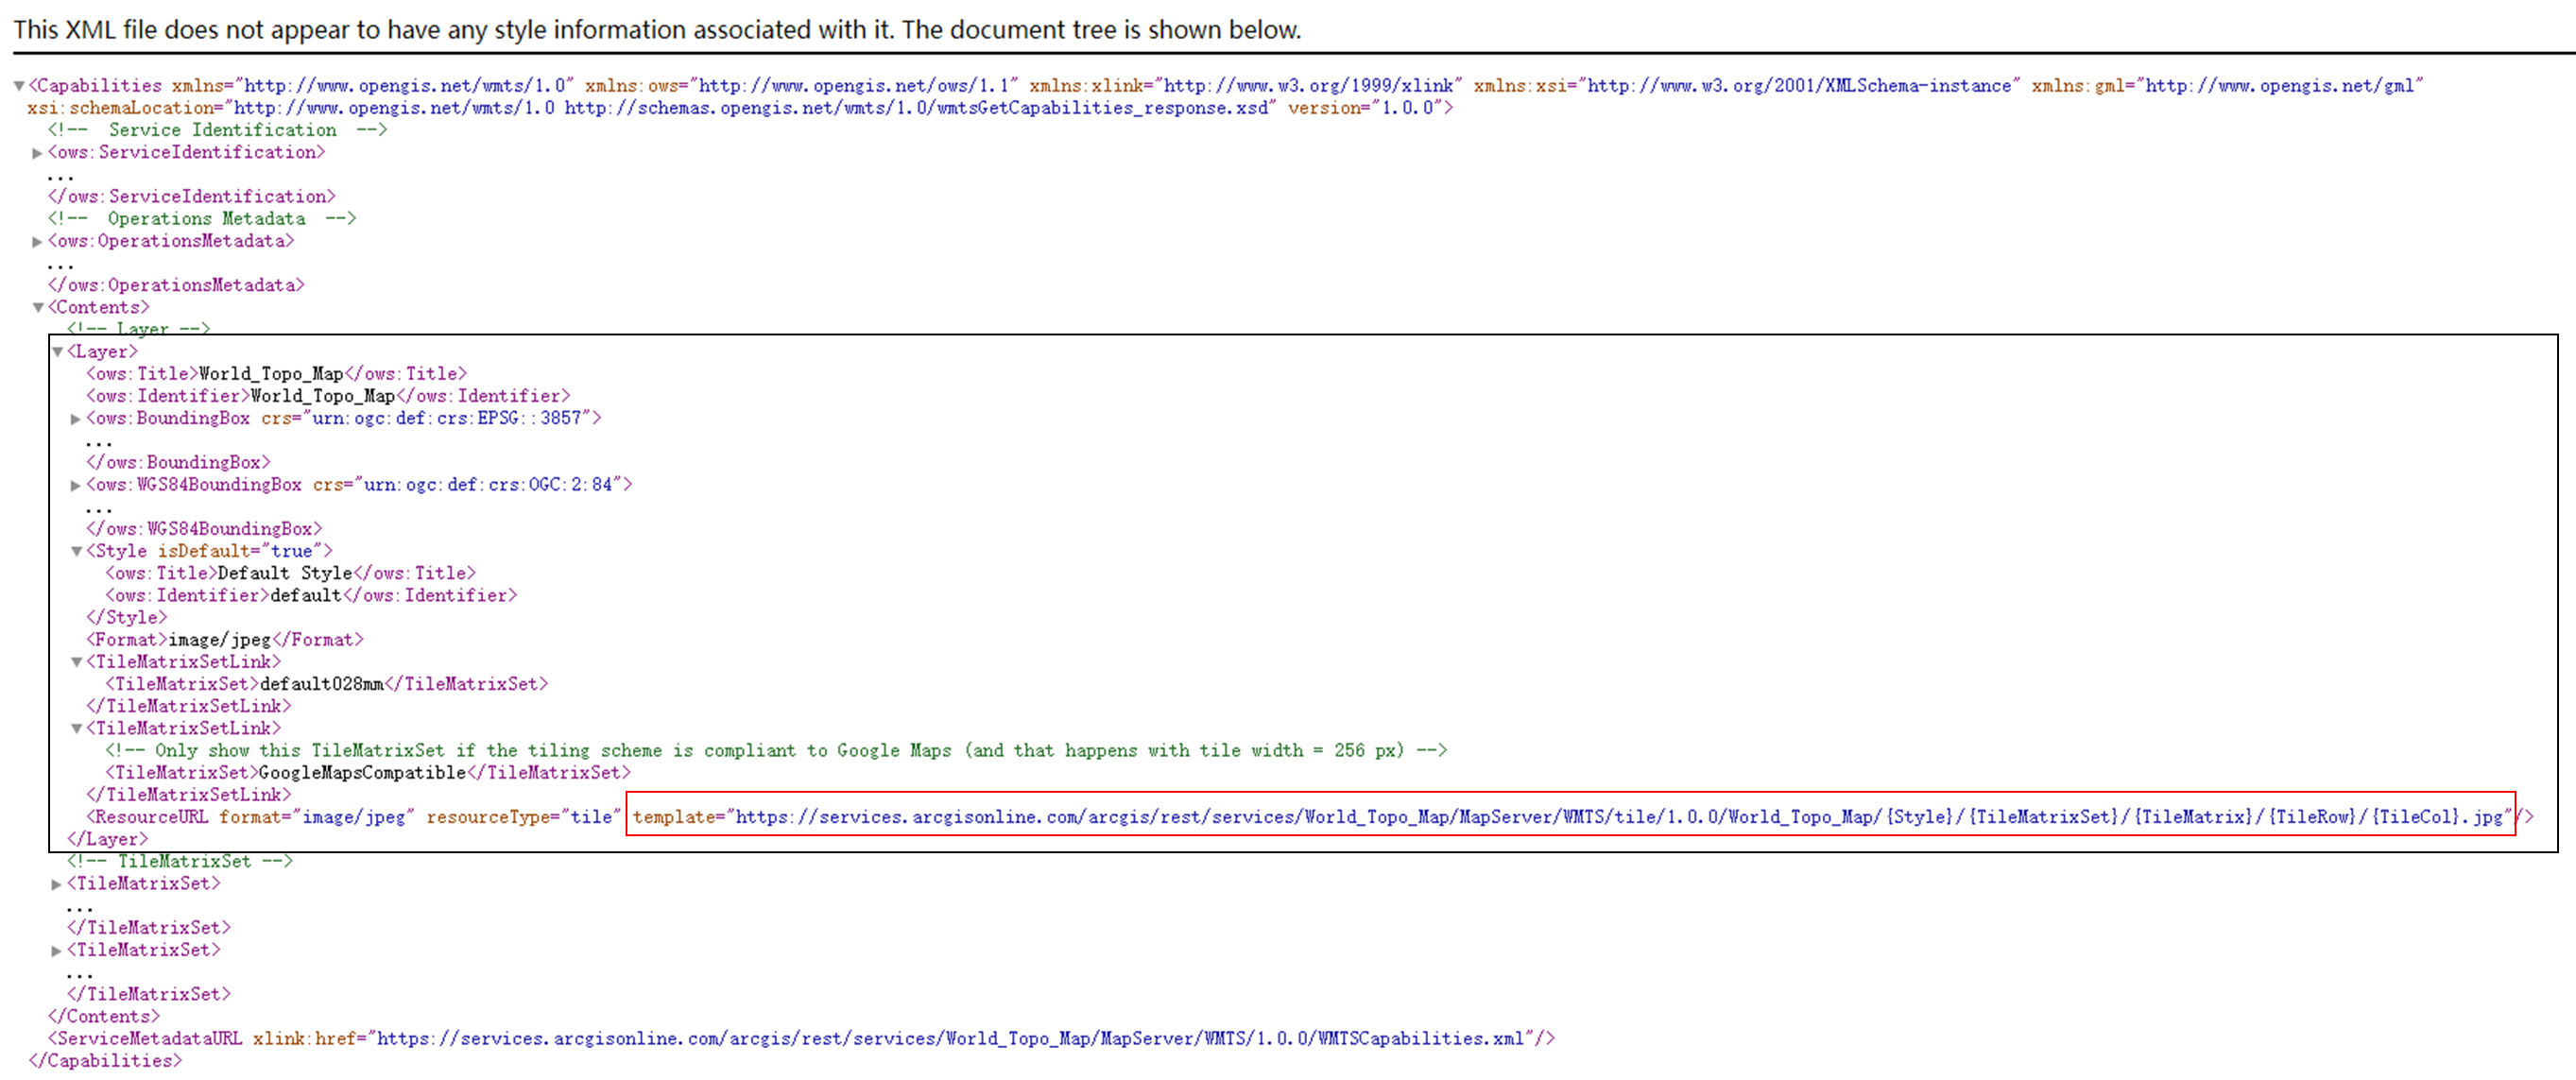 This XML file does not appear to have any style information associated with it. The document tree is shown below.
▼<Capabilities xmlns="http://www.opengis.net/wmts/1.0" xmlns:ows="http://www.opengis.net/ows/1.1" xmlns:xlink="http://www.w3.org/1999/xlink" xmlns:xsi="http://www.w3.org/2001/XMLSchema-instance" xmlns:gml="http://www.opengis.net/gml"
xsi:schemaLocation="http://www.opengis.net/wmts/1.0 http://schemas.opengis.net/wmts/1.0/wmtsGetCapabilities_response.xsd" version="1.0.0">
<!-- Service Identification -->
▶<ows:ServiceIdentification>
...
</ows:ServiceIdentification>
<!-- Operations Metadata -->
▶<ows:OperationsMetadata>
...
</ows:OperationsMetadata>
▼<Contents>
<!-- Layer -->
▼<Layer>
<ows:Title>World_Topo_Map</ows:Title>
<ows:Identifier>World_Topo_Map</ows:Identifier>
▶<ows:BoundingBox crs="urn:ogc:def:crs:EPSG::3857">
...
</ows:BoundingBox>
▶<ows:WGS84BoundingBox crs="urn:ogc:def:crs:OGC:2:84">
...
</ows:WGS84BoundingBox>
▼<Style isDefault="true">
<ows:Title>Default Style</ows:Title>
<ows:Identifier>default</ows:Identifier>
</Style>
<Format>image/jpeg</Format>
▼<TileMatrixSetLink>
<TileMatrixSet>default028mm</TileMatrixSet>
</TileMatrixSetLink>
▼<TileMatrixSetLink>
<!-- Only show this TileMatrixSet if the tiling scheme is compliant to Google Maps (and that happens with tile width = 256 px) -->
<TileMatrixSet>GoogleMapsCompatible</TileMatrixSet>
</TileMatrixSetLink>
<ResourceURL format="image/jpeg" resourceType="tile" template="https://services.arcgisonline.com/arcgis/rest/services/World_Topo_Map/MapServer/WMTS/tile/1.0.0/World_Topo_Map/{Style}/{TileMatrixSet}/{TileMatrix}/{TileRow}/{TileCol}.jpg"/>
</Layer>
<!-- TileMatrixSet -->
▶<TileMatrixSet>
...
</TileMatrixSet>
▶<TileMatrixSet>
...
</TileMatrixSet>
</Contents>
<ServiceMetadataURL xlink:href="https://services.arcgisonline.com/arcgis/rest/services/World_Topo_Map/MapServer/WMTS/1.0.0/WMTSCapabilities.xml"/>
</Capabilities>